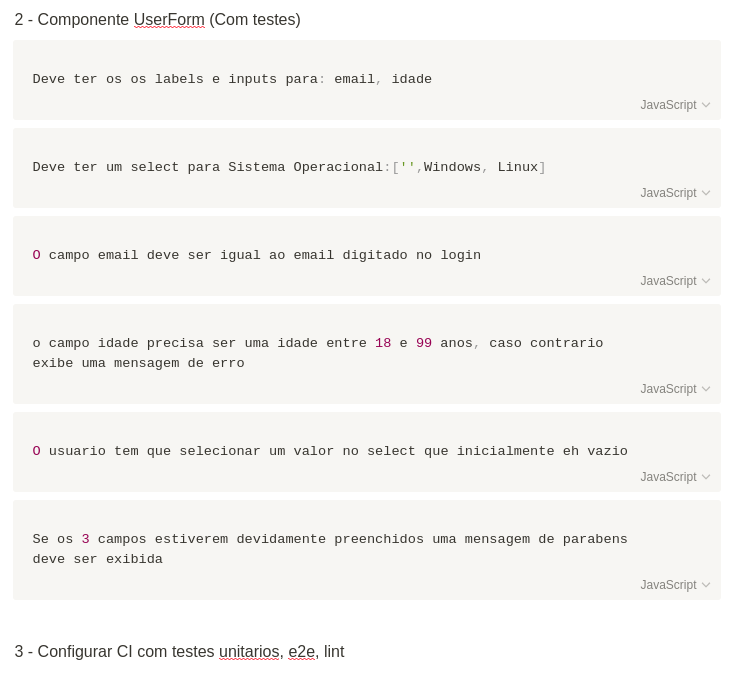 2 - Componente UserForm (Com testes)
Deve ter os os labels e inputs para: email, idade
JavaScript
Deve ter um select para Sistema Operacional:['',Windows, Linux]
JavaScript
O campo email deve ser igual ao email digitado no login
JavaScript
o campo idade precisa ser uma idade entre 18 e 99 anos, caso contrario
exibe uma mensagem de erro
JavaScript
O usuario tem que selecionar um valor no select que inicialmente eh vazio
JavaScript
Se os 3 campos estiverem devidamente preenchidos uma mensagem de parabens
deve ser exibida
JavaScript
3 - Configurar CI com testes unitarios, e2e, lint